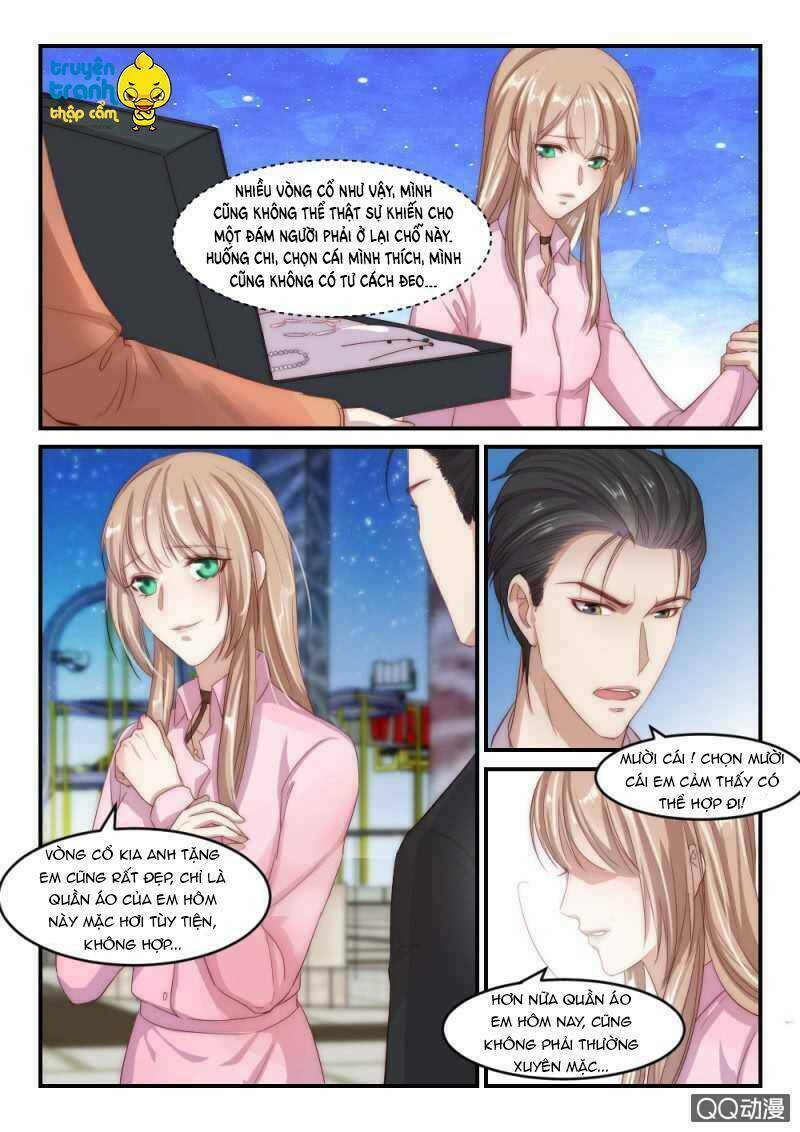 truyện
tranh
thập cẩm
NHIỀU VÒNG CỔ NHƯ VẬY, MÌNH
CŨNG KHÔNG THỂ THẬT SỰ KHIẾN CHO
MỘT ĐÁM NGƯỜI PHẢI Ở LẠI CHỖ NÀY.
HUỐNG CHI, CHỌN CÁI MÌNH THÍCH, MÌNH
CŨNG KHÔNG CÓ TƯ CÁCH ĐEO...
VÒNG CỔ KIA ANH TẶNG
EM CŨNG RẤT ĐẸP, CHỈ LÀ
QUẦN ÁO CỦA EM HÔM
NÀY MẶC HƠI TÙY TIỆN,
KHÔNG HỢP...
MƯỜI CÁI ! CHỌN MƯỜI
CÁI EM CẢM THẤY CÓ
THỂ HỢP ĐI!
HƠN NỮA QUẦN ÁO
EM HÔM NAY, CŨNG
KHÔNG PHẢI THƯỜNG
XUYÊN MẶC...
QQ动漫